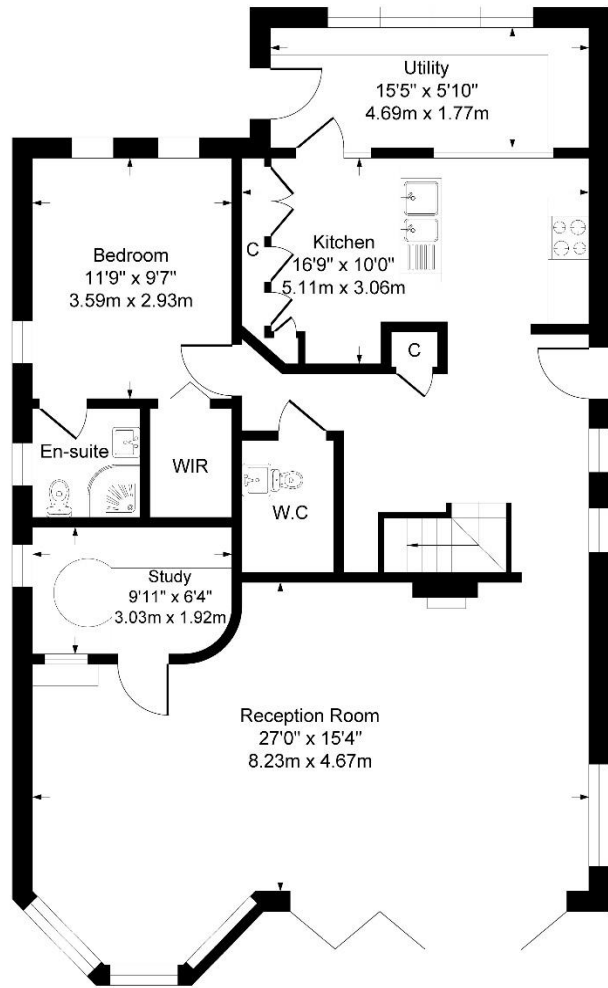 Utility
15'5" x 5'10"
4.69m x 1.77m
Bedroom
11'9" x 9'7"
3.59m x 2.93m
C
Kitchen
16'9" x 10'0"
5.11m x 3.06m
C
En-suite
WIR
W.C
Study
9'11" x 6'4"
3.03m x 1.92m
Reception Room
27'0" x 15'4"
8.23m x 4.67m